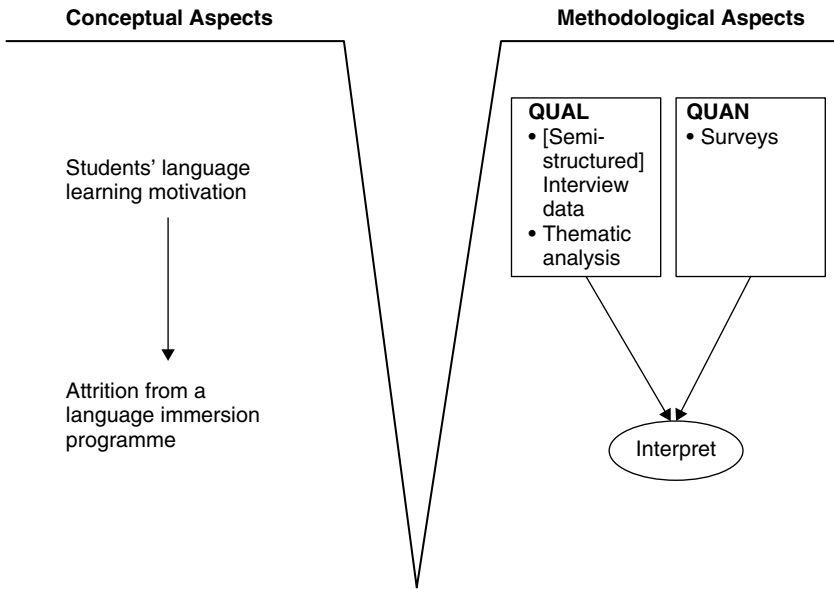 Conceptual Aspects
Methodological Aspects
Students’ language
learning motivation
Attrition from a
language immersion
programme
QUAL
• [Semi-
structured]
Interview
data
• Thematic
analysis
QUAN
• Surveys
Interpret